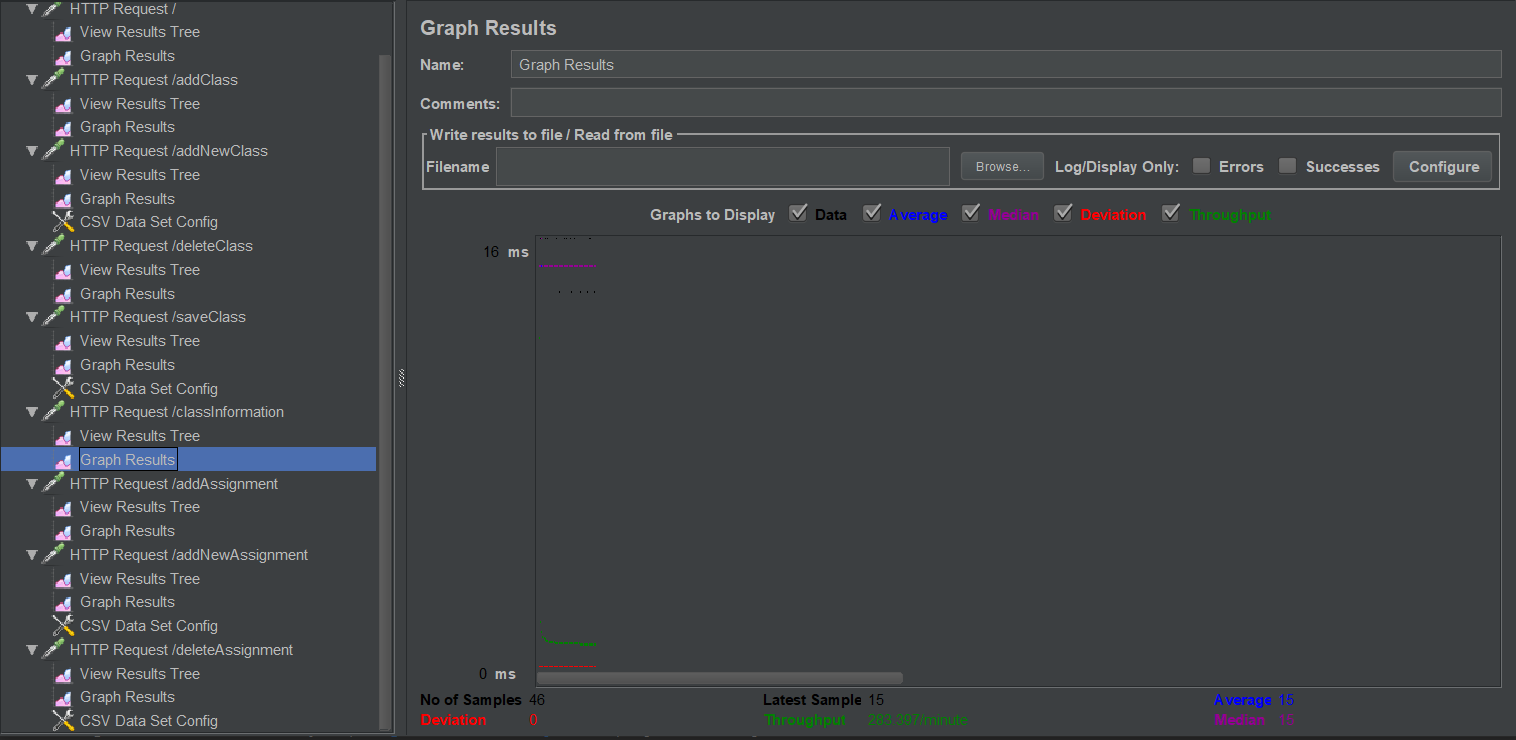 HTTP Request /
View Results Tree
Graph Results
HTTP Request /addClass
View Results Tree
Graph Results
HTTP Request /addNewClass
View Results Tree
Graph Results
CSV Data Set Config
HTTP Request /deleteClass
View Results Tree
Graph Results
HTTP Request /saveClass
View Results Tree
Graph Results
CSV Data Set Config
HTTP Request /classInformation
View Results Tree
Graph Results
HTTP Request /addAssignment
View Results Tree
Graph Results
HTTP Request /addNewAssignment
View Results Tree
Graph Results
CSV Data Set Config
HTTP Request /deleteAssignment
View Results Tree
Graph Results
CSV Data Set Config
Graph Results
Name: Graph Results
Comments:
Write results to file / Read from file
Filename Browse... Log/Display Only: Errors Successes Configure
Graphs to Display Data Average Median Deviation Throughput
16 ms
0 ms
No of Samples 46 Latest Sample 15 Average 15
Deviation 0 Throughput 283.397/minute Median 15